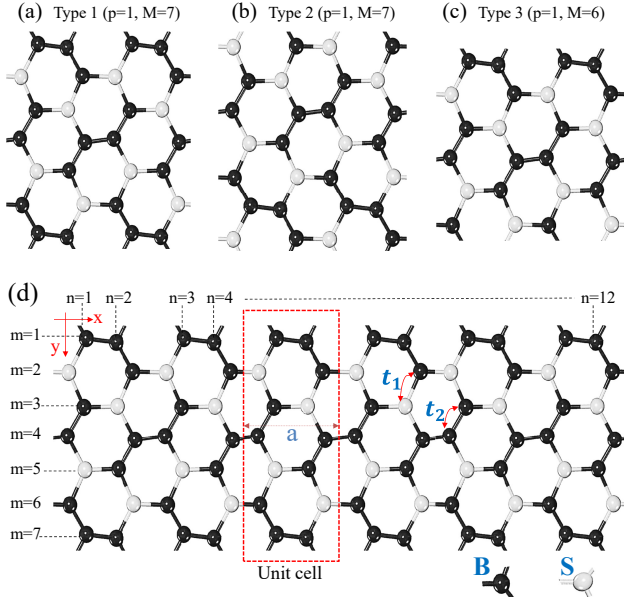 (a) Type 1 (p=1, M=7)
(b) Type 2 (p=1, M=7)
(c) Type 3 (p=1, M=6)
(d)
n=1
n=2
n=3
n=4
n=12
x
y
m=1
m=2
m=3
m=4
m=5
m=6
m=7
t₁
t₂
a
Unit cell
B
S